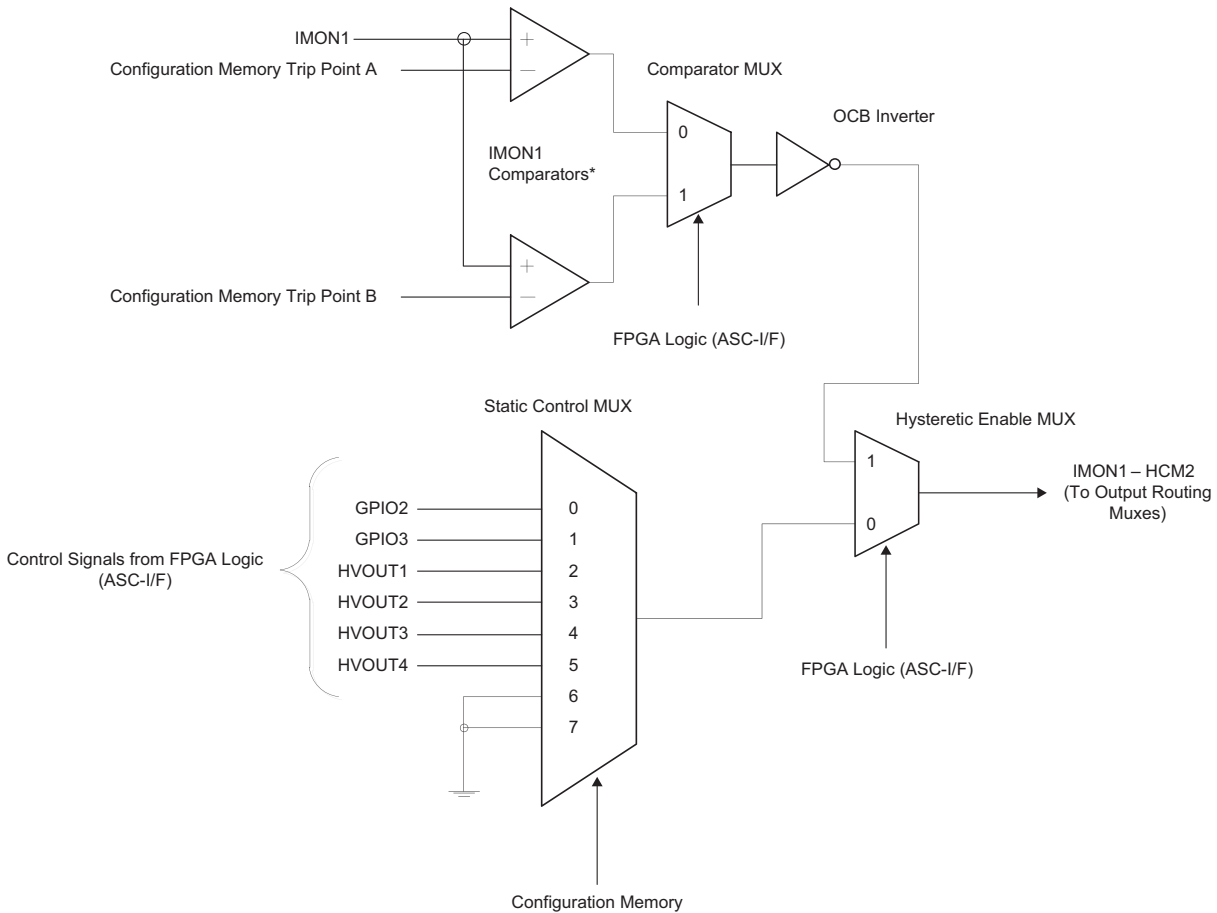 IMON1
+
Configuration Memory Trip Point A
−
Comparator MUX
OCB Inverter
0
IMON1
Comparators*
1
+
Configuration Memory Trip Point B
−
FPGA Logic (ASC-I/F)
Static Control MUX
Hysteretic Enable MUX
1
IMON1 – HCM2
(To Output Routing
Muxes)
0
GPIO2
0
GPIO3
1
Control Signals from FPGA Logic
(ASC-I/F)
HVOUT1
2
HVOUT2
3
HVOUT3
4
HVOUT4
5
6
7
FPGA Logic (ASC-I/F)
Configuration Memory